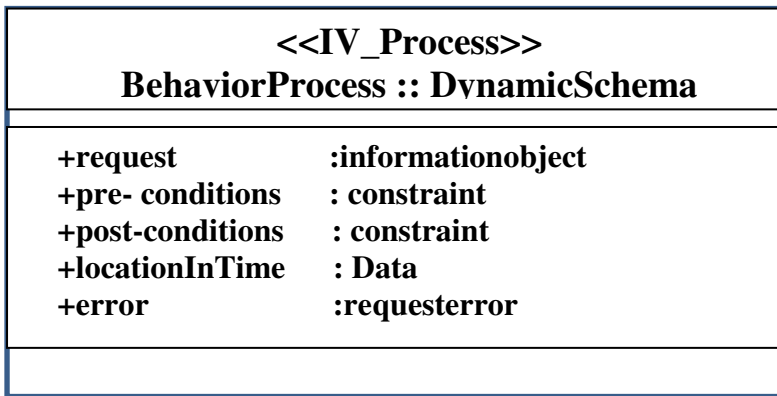 <<IV_Process>>
BehaviorProcess :: DynamicSchema
+request :informationobject
+pre- conditions : constraint
+post-conditions : constraint
+locationInTime : Data
+error :requesterror